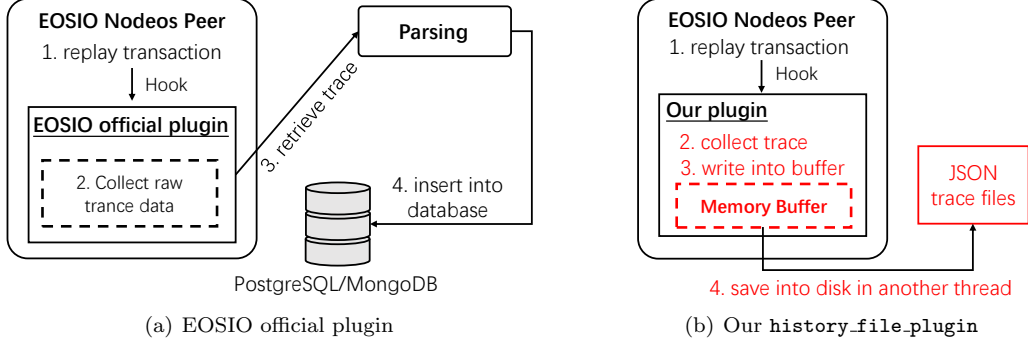 EOSIO Nodeos Peer
1. replay transaction
Hook
EOSIO official plugin
2. Collect raw
trance data
3. retrieve trace
Parsing
4. insert into
database
PostgreSQL/MongoDB
(a) EOSIO official plugin
EOSIO Nodeos Peer
1. replay transaction
Hook
Our plugin
2. collect trace
3. write into buffer
Memory Buffer
JSON
trace files
4. save into disk in another thread
(b) Our history_file_plugin